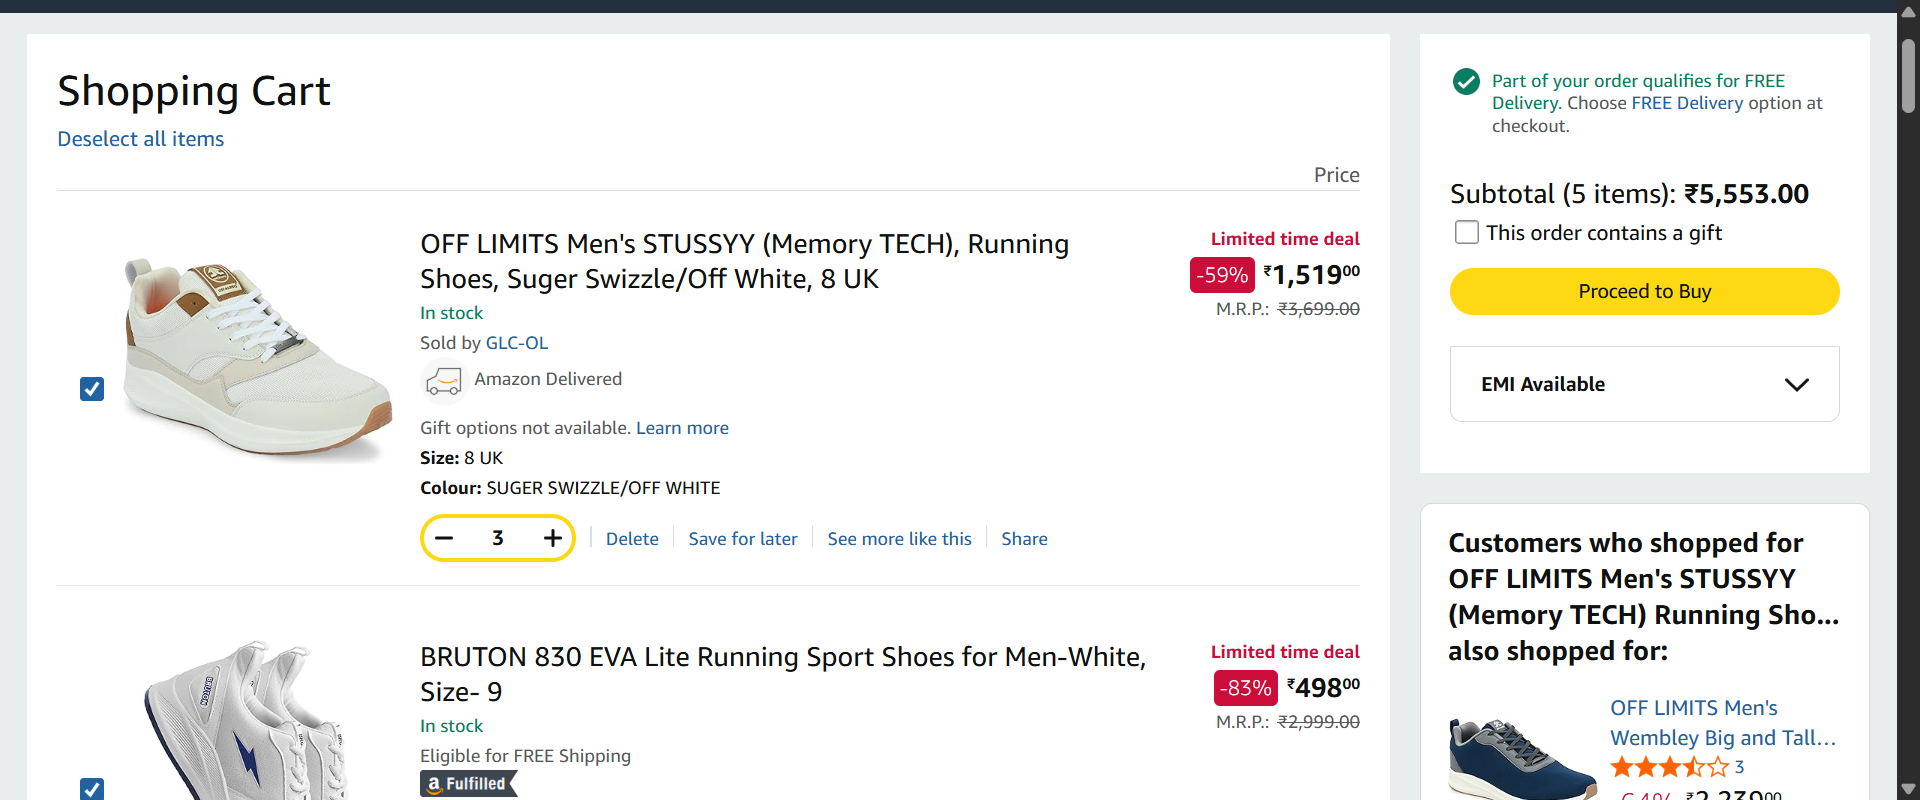 Shopping Cart
Deselect all items
Price
OFF LIMITS Men's STUSSYY (Memory TECH), Running
Shoes, Suger Swizzle/Off White, 8 UK
In stock
Sold by GLC-OL
Amazon Delivered
Gift options not available. Learn more
Size: 8 UK
Colour: SUGER SWIZZLE/OFF WHITE
3
Delete
Save for later
See more like this
Share
Limited time deal
-59% ₹1,51900
M.R.P.: ₹3,699.00
BRUTON 830 EVA Lite Running Sport Shoes for Men-White,
Size- 9
In stock
Eligible for FREE Shipping
a Fulfilled
Limited time deal
-83% ₹49800
M.R.P.: ₹2,999.00
BRUTON
Part of your order qualifies for FREE
Delivery. Choose FREE Delivery option at
checkout.
Subtotal (5 items): ₹5,553.00
This order contains a gift
Proceed to Buy
EMI Available
Customers who shopped for
OFF LIMITS Men's STUSSYY
(Memory TECH) Running Sho...
also shopped for:
OFF LIMITS Men's
Wembley Big and Tall...
3
₹2,23900